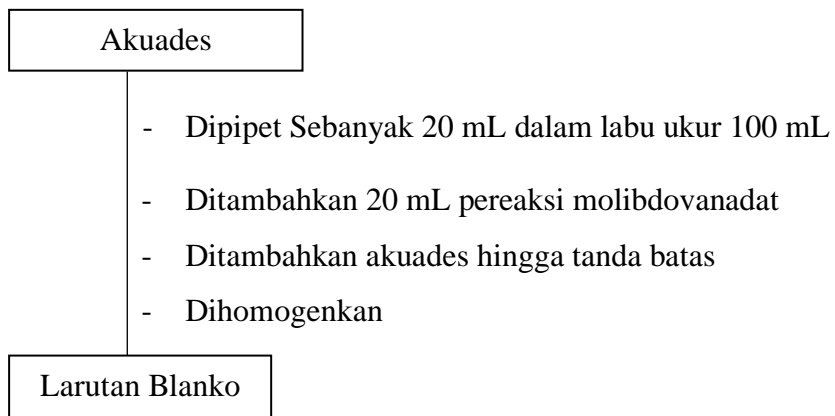 Akuades
- Dipipet Sebanyak 20 mL dalam labu ukur 100 mL
- Ditambahkan 20 mL pereaksi molibdovanadat
- Ditambahkan akuades hingga tanda batas
- Dihomogenkan
Larutan Blanko